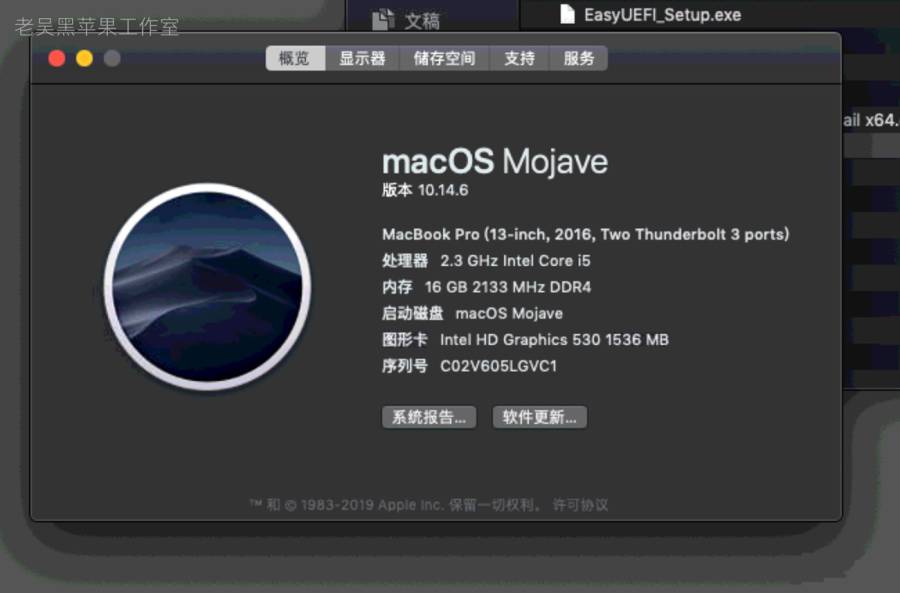 老吴黑苹果工作室
文稿
EasyUEFI_Setup.exe
概览 显示器 储存空间 支持 服务
ail x64.
macOS Mojave
版本 10.14.6
MacBook Pro (13-inch, 2016, Two Thunderbolt 3 ports)
处理器 2.3 GHz Intel Core i5
内存 16 GB 2133 MHz DDR4
启动磁盘 macOS Mojave
图形卡 Intel HD Graphics 530 1536 MB
序列号 C02V605LGVC1
系统报告... 软件更新...
™ 和 © 1983-2019 Apple Inc. 保留一切权利。 许可协议